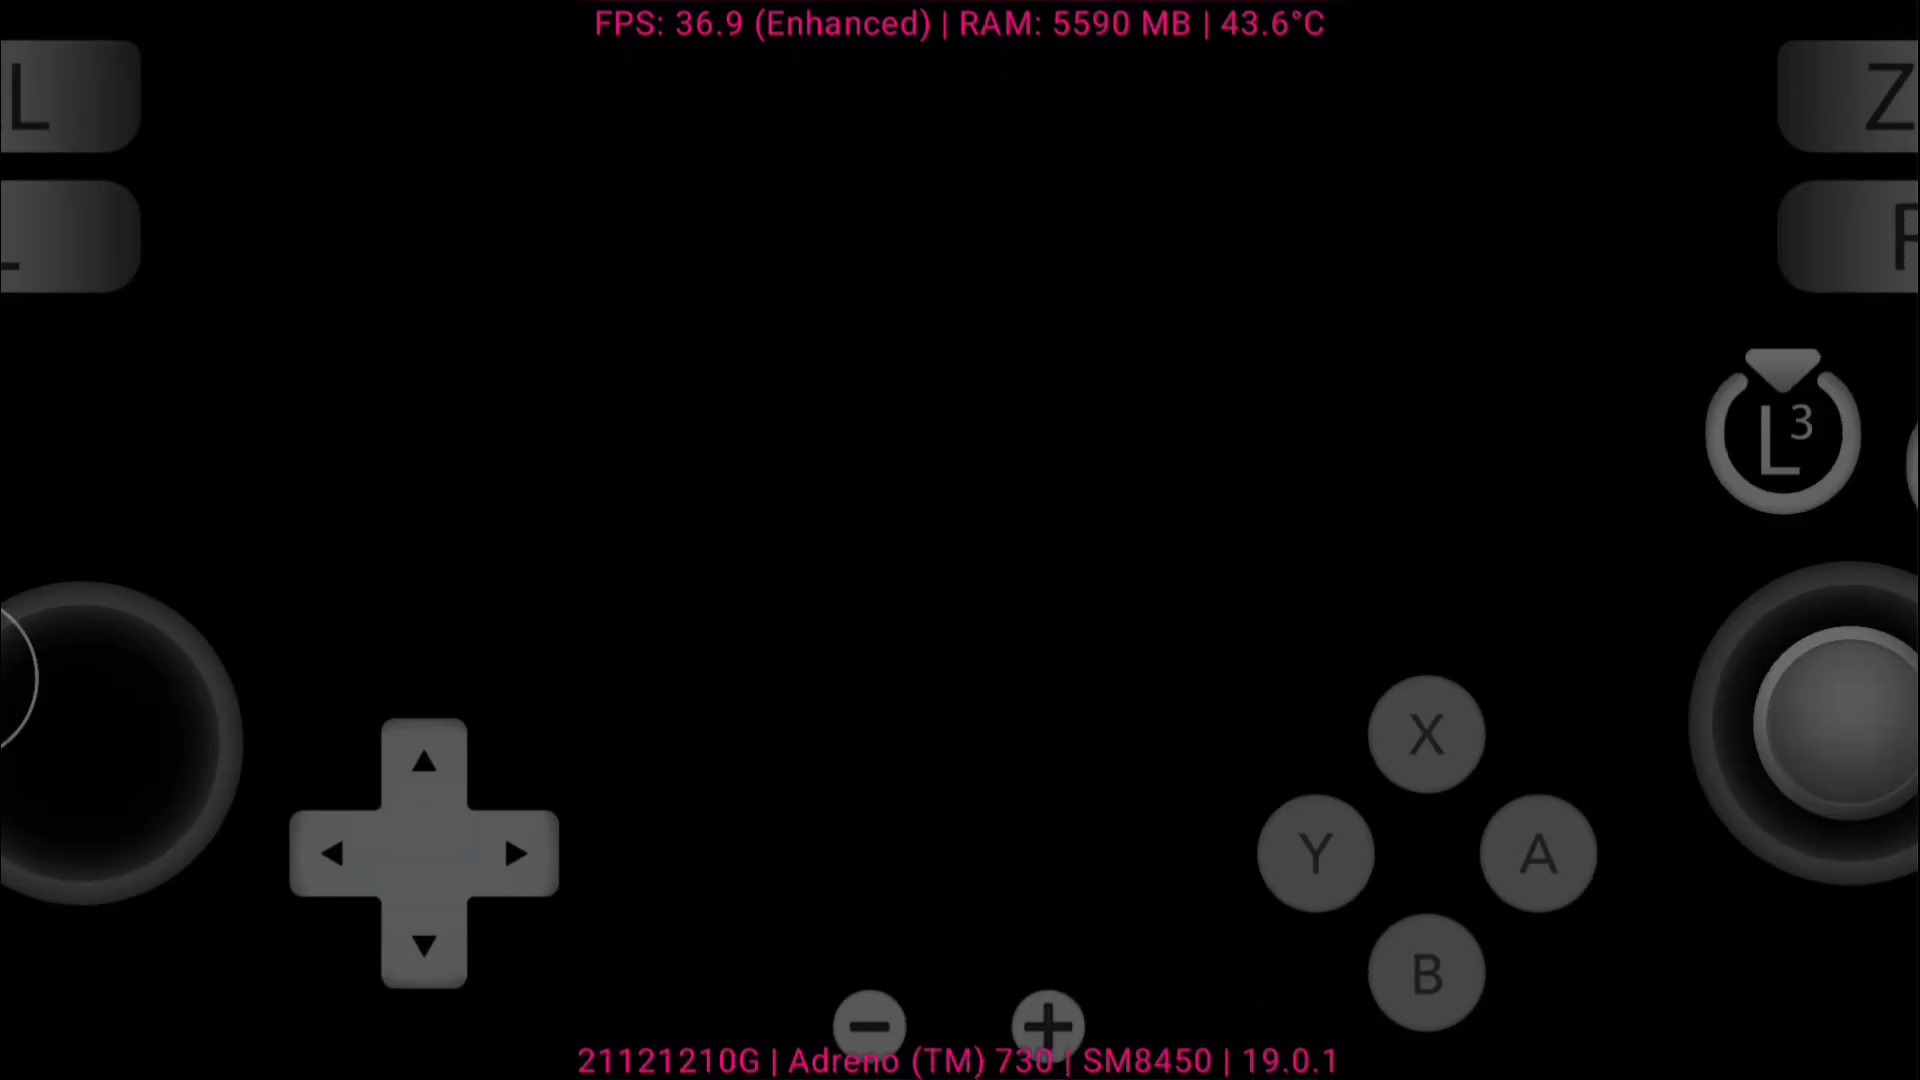 FPS: 36.9 (Enhanced) | RAM: 5590 MB | 43.6°C
L
Z
L3
X
Y
A
B
21121210G | Adreno (TM) 730 | SM8450 | 19.0.1